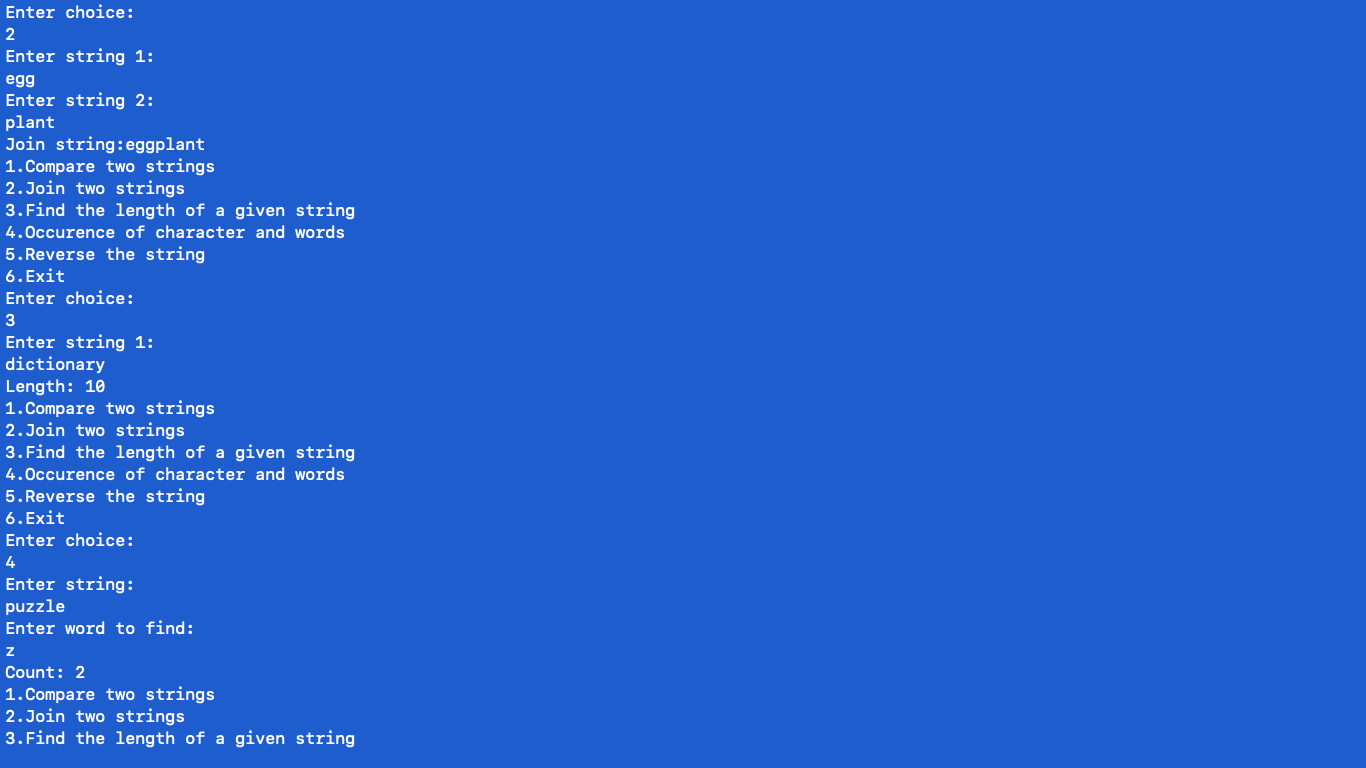 Enter choice:
2
Enter string 1:
egg
Enter string 2:
plant
Join string:eggplant
1.Compare two strings
2.Join two strings
3.Find the length of a given string
4.Occurence of character and words
5.Reverse the string
6.Exit
Enter choice:
3
Enter string 1:
dictionary
Length: 10
1.Compare two strings
2.Join two strings
3.Find the length of a given string
4.Occurence of character and words
5.Reverse the string
6.Exit
Enter choice:
4
Enter string:
puzzle
Enter word to find:
z
Count: 2
1.Compare two strings
2.Join two strings
3.Find the length of a given string